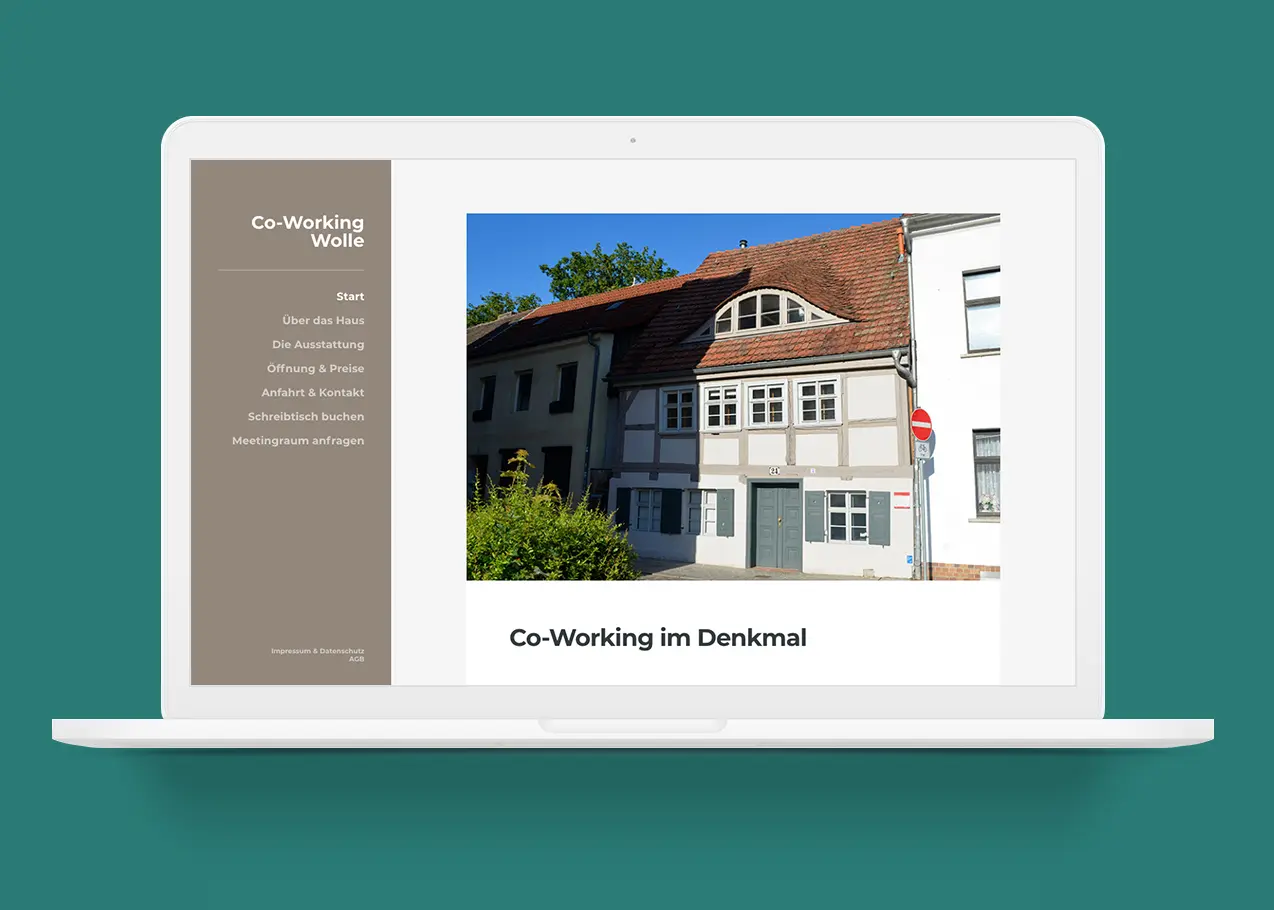 Co-Working
Wolle
Start
Über das Haus
Die Ausstattung
Öffnung & Preise
Anfahrt & Kontakt
Schreibtisch buchen
Meetingraum anfragen
Impressum & Datenschutz
AGB
24
Co-Working im Denkmal